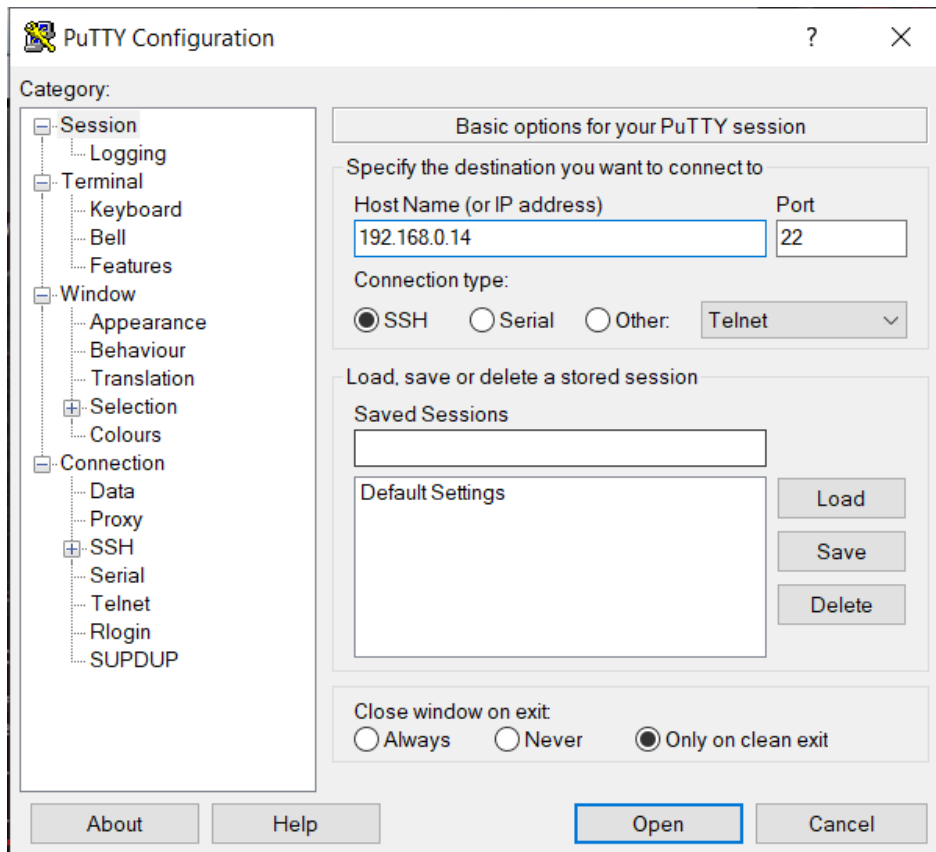 PuTTY Configuration
?
Category:
Session
Logging
Terminal
Keyboard
Bell
Features
Window
Appearance
Behaviour
Translation
Selection
Colours
Connection
Data
Proxy
SSH
Serial
Telnet
Rlogin
SUPDUP
Basic options for your PuTTY session
Specify the destination you want to connect to
Host Name (or IP address) Port
192.168.0.14 22
Connection type:
SSH Serial Other: Telnet
Load, save or delete a stored session
Saved Sessions
Default Settings
Load
Save
Delete
Close window on exit:
Always Never Only on clean exit
About Help Open Cancel